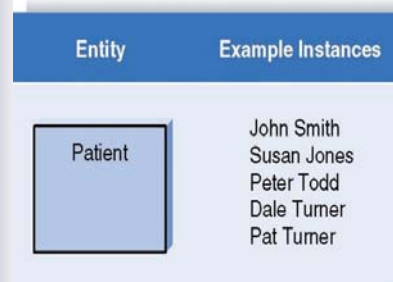 Entity Example Instances
Patient John Smith
Susan Jones
Peter Todd
Dale Turner
Pat Turner